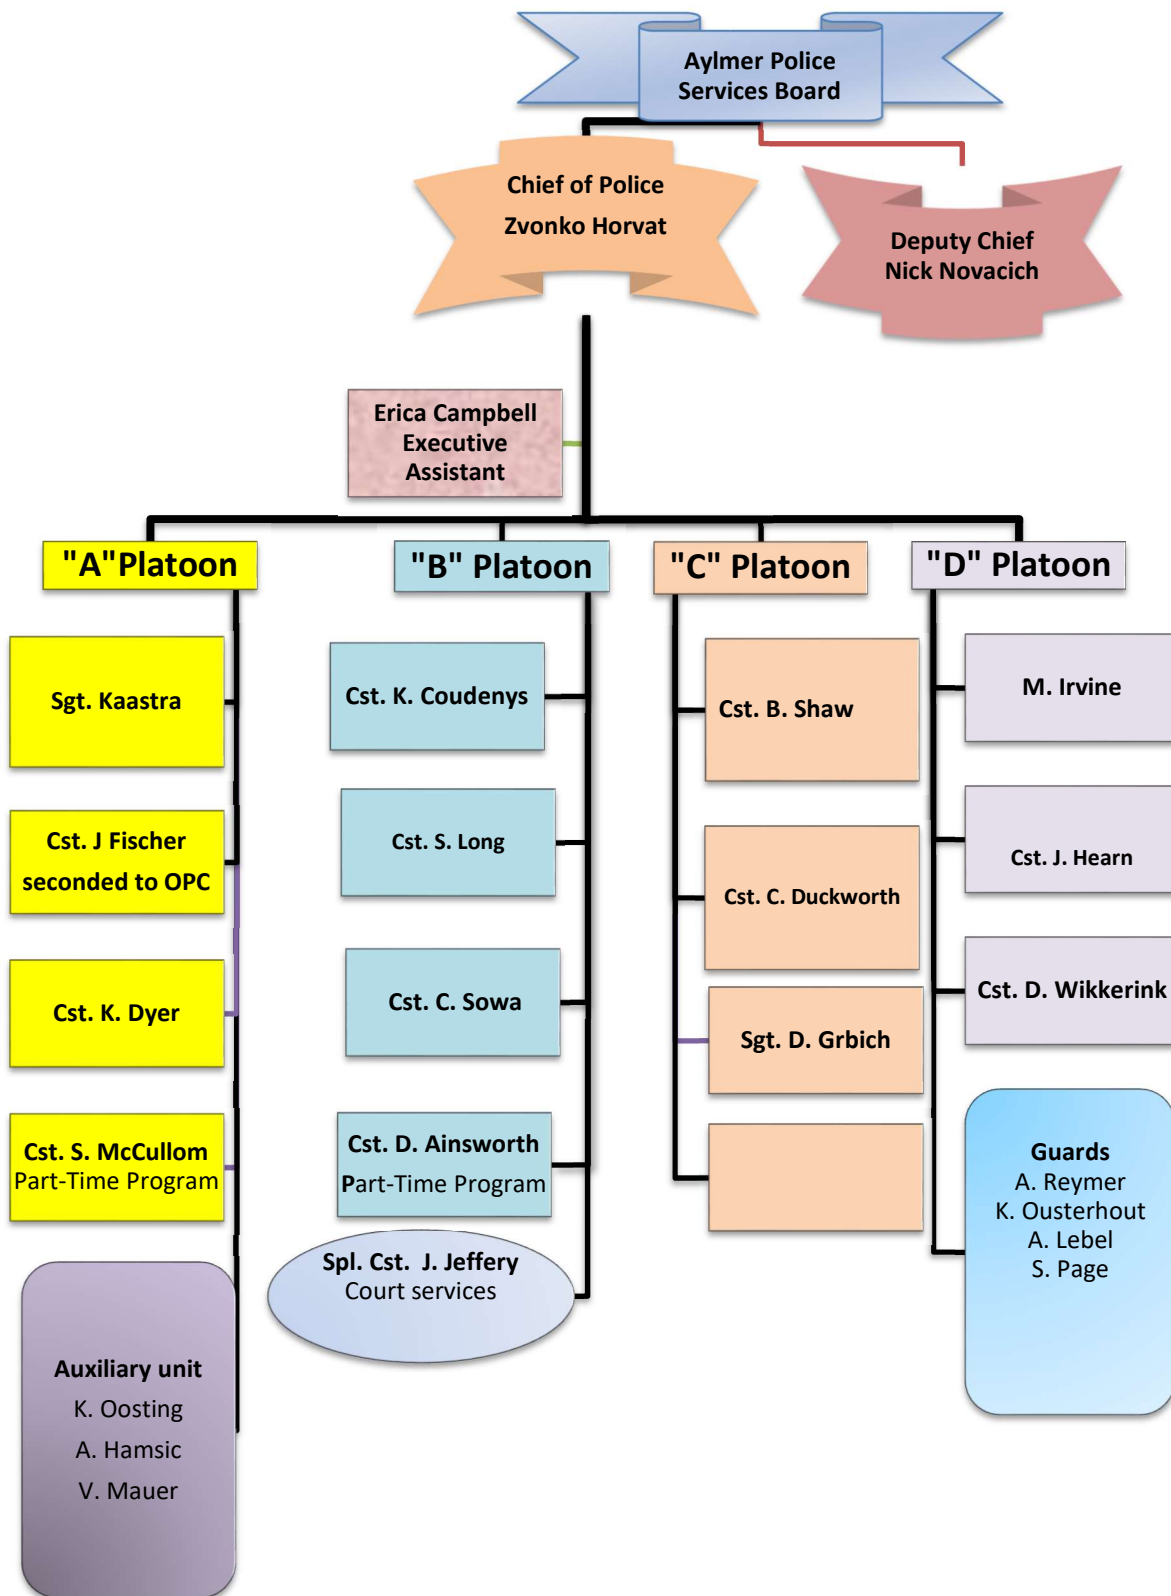 Aylmer Police
Services Board
Chief of Police
Zvonko Horvat
Deputy Chief
Nick Novacich
Erica Campbell
Executive
Assistant
"A"Platoon
Sgt. Kaastra
Cst. J Fischer
seconded to OPC
Cst. K. Dyer
Cst. S. McCullom
Part-Time Program
Auxiliary unit
K. Oosting
A. Hamsic
V. Mauer
"B" Platoon
Cst. K. Coudenys
Cst. S. Long
Cst. C. Sowa
Cst. D. Ainsworth
Part-Time Program
Spl. Cst. J. Jeffery
Court services
"C" Platoon
Cst. B. Shaw
Cst. C. Duckworth
Sgt. D. Grbich
"D" Platoon
M. Irvine
Cst. J. Hearn
Cst. D. Wikkerink
Guards
A. Reymer
K. Ousterhout
A. Lebel
S. Page